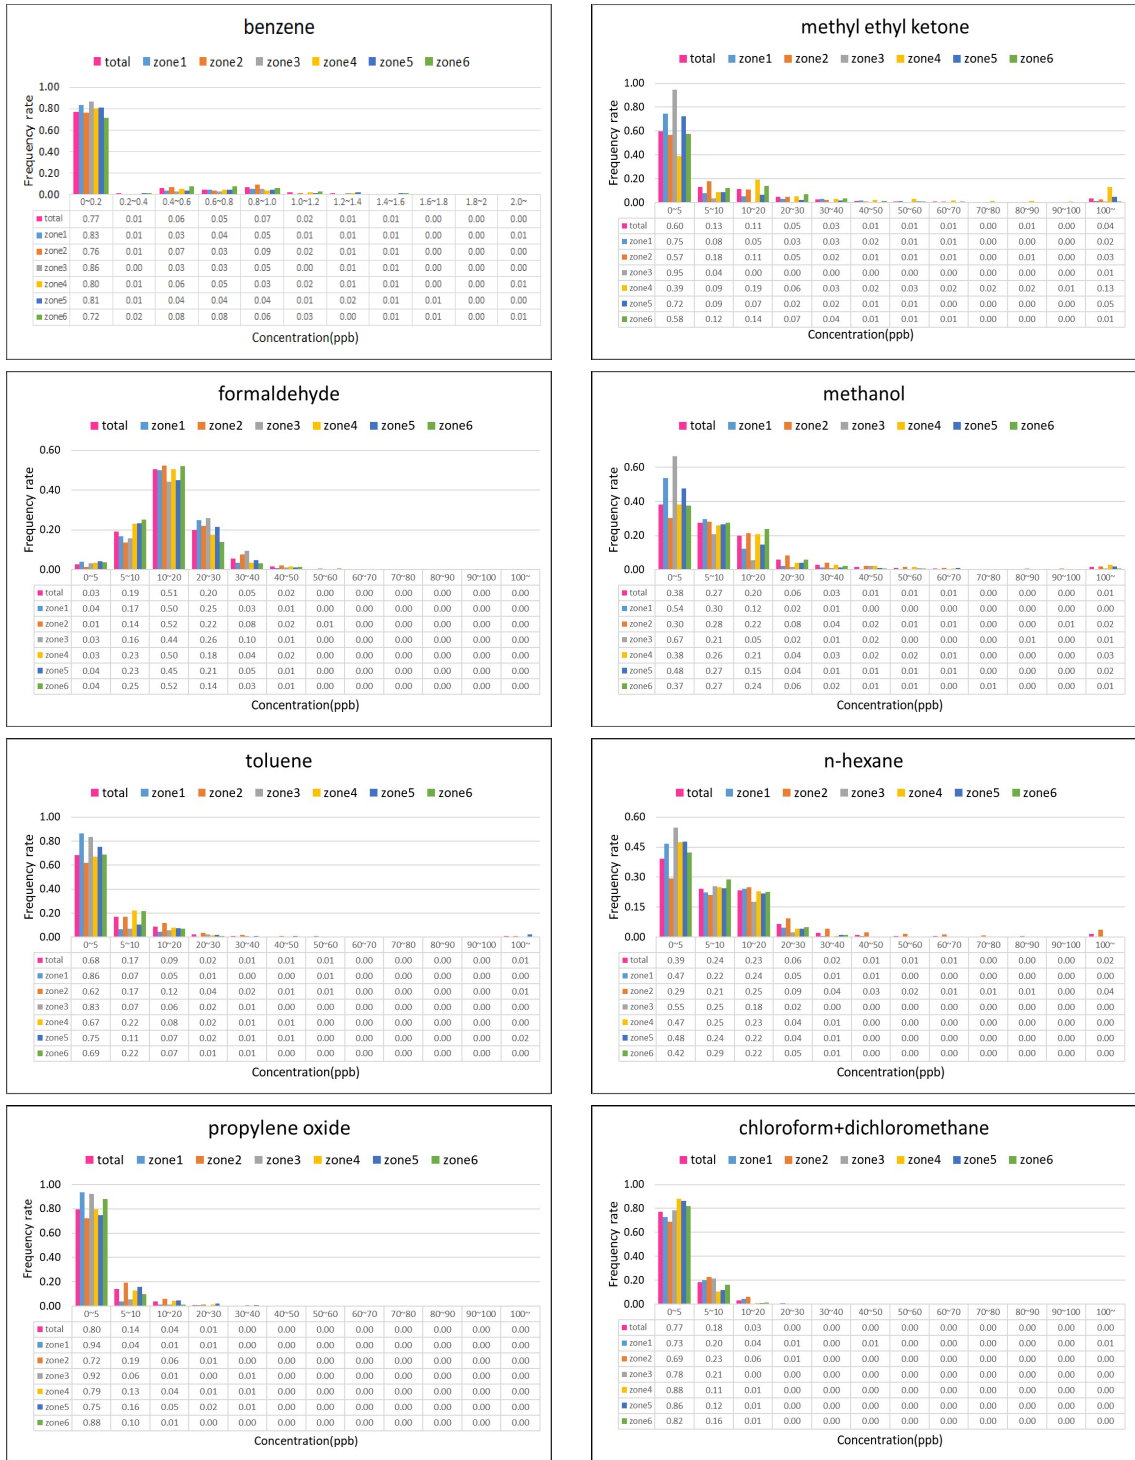 benzene
total zone1 zone2 zone3 zone4 zone5 zone6
Frequency rate
1.00
0.80
0.60
0.40
0.20
0.00
0~0.2 0.2~0.4 0.4~0.6 0.6~0.8 0.8~1.0 1.0~1.2 1.2~1.4 1.4~1.6 1.6~1.8 1.8~2 2.0~
total 0.77 0.01 0.06 0.05 0.07 0.02 0.01 0.01 0.00 0.00 0.00
zone1 0.83 0.01 0.03 0.04 0.05 0.01 0.01 0.01 0.00 0.00 0.01
zone2 0.76 0.01 0.07 0.03 0.09 0.02 0.01 0.01 0.00 0.00 0.00
zone3 0.86 0.00 0.03 0.03 0.05 0.00 0.01 0.01 0.00 0.00 0.00
zone4 0.80 0.01 0.06 0.05 0.03 0.02 0.01 0.01 0.00 0.00 0.01
zone5 0.81 0.01 0.04 0.04 0.04 0.01 0.02 0.01 0.01 0.00 0.00
zone6 0.72 0.02 0.08 0.08 0.06 0.03 0.00 0.01 0.01 0.00 0.01
Concentration(ppb)
methyl ethyl ketone
total zone1 zone2 zone3 zone4 zone5 zone6
Frequency rate
1.00
0.80
0.60
0.40
0.20
0.00
0~5 5~10 10~20 20~30 30~40 40~50 50~60 60~70 70~80 80~90 90~100 100~
total 0.60 0.13 0.11 0.05 0.03 0.01 0.01 0.01 0.00 0.01 0.00 0.04
zone1 0.75 0.08 0.05 0.03 0.03 0.02 0.01 0.01 0.00 0.00 0.00 0.02
zone2 0.57 0.18 0.11 0.05 0.02 0.01 0.01 0.01 0.00 0.01 0.00 0.03
zone3 0.95 0.04 0.00 0.00 0.00 0.00 0.00 0.00 0.00 0.00 0.00 0.01
zone4 0.39 0.09 0.19 0.06 0.03 0.02 0.03 0.02 0.02 0.02 0.01 0.13
zone5 0.72 0.09 0.07 0.02 0.02 0.01 0.01 0.00 0.00 0.00 0.00 0.05
zone6 0.58 0.12 0.14 0.07 0.04 0.01 0.01 0.01 0.00 0.00 0.00 0.01
Concentration(ppb)
formaldehyde
total zone1 zone2 zone3 zone4 zone5 zone6
Frequency rate
0.60
0.40
0.20
0.00
0~5 5~10 10~20 20~30 30~40 40~50 50~60 60~70 70~80 80~90 90~100 100~
total 0.03 0.19 0.51 0.20 0.05 0.02 0.00 0.00 0.00 0.00 0.00 0.00
zone1 0.04 0.17 0.50 0.25 0.03 0.01 0.00 0.00 0.00 0.00 0.00 0.00
zone2 0.01 0.14 0.52 0.22 0.08 0.02 0.01 0.00 0.00 0.00 0.00 0.00
zone3 0.03 0.16 0.44 0.26 0.10 0.01 0.00 0.00 0.00 0.00 0.00 0.00
zone4 0.03 0.23 0.50 0.18 0.04 0.02 0.00 0.00 0.00 0.00 0.00 0.00
zone5 0.04 0.23 0.45 0.21 0.05 0.01 0.00 0.00 0.00 0.00 0.00 0.00
zone6 0.04 0.25 0.52 0.14 0.03 0.01 0.00 0.00 0.00 0.00 0.00 0.00
Concentration(ppb)
methanol
total zone1 zone2 zone3 zone4 zone5 zone6
Frequency rate
0.60
0.40
0.20
0.00
0~5 5~10 10~20 20~30 30~40 40~50 50~60 60~70 70~80 80~90 90~100 100~
total 0.38 0.27 0.20 0.06 0.03 0.01 0.01 0.01 0.00 0.00 0.00 0.01
zone1 0.54 0.30 0.12 0.02 0.01 0.00 0.00 0.00 0.00 0.00 0.00 0.00
zone2 0.30 0.28 0.22 0.08 0.04 0.02 0.01 0.01 0.00 0.00 0.01 0.02
zone3 0.67 0.21 0.05 0.02 0.01 0.02 0.00 0.00 0.00 0.01 0.00 0.01
zone4 0.38 0.26 0.21 0.04 0.03 0.02 0.02 0.01 0.00 0.00 0.00 0.03
zone5 0.48 0.27 0.15 0.04 0.01 0.01 0.01 0.01 0.00 0.00 0.00 0.02
zone6 0.37 0.27 0.24 0.06 0.02 0.01 0.01 0.00 0.01 0.00 0.00 0.01
Concentration(ppb)
toluene
total zone1 zone2 zone3 zone4 zone5 zone6
Frequency rate
1.00
0.80
0.60
0.40
0.20
0.00
0~5 5~10 10~20 20~30 30~40 40~50 50~60 60~70 70~80 80~90 90~100 100~
total 0.68 0.17 0.09 0.02 0.01 0.01 0.01 0.00 0.00 0.00 0.00 0.01
zone1 0.86 0.07 0.05 0.01 0.00 0.00 0.00 0.00 0.00 0.00 0.00 0.00
zone2 0.62 0.17 0.12 0.04 0.02 0.01 0.00 0.00 0.00 0.00 0.00 0.01
zone3 0.83 0.07 0.06 0.02 0.01 0.00 0.00 0.00 0.00 0.00 0.00 0.00
zone4 0.67 0.22 0.08 0.02 0.01 0.01 0.00 0.00 0.00 0.00 0.00 0.00
zone5 0.75 0.11 0.07 0.02 0.01 0.01 0.00 0.00 0.00 0.00 0.00 0.02
zone6 0.69 0.22 0.07 0.01 0.01 0.00 0.00 0.00 0.00 0.00 0.00 0.00
Concentration(ppb)
n-hexane
total zone1 zone2 zone3 zone4 zone5 zone6
Frequency rate
0.60
0.45
0.30
0.15
0.00
0~5 5~10 10~20 20~30 30~40 40~50 50~60 60~70 70~80 80~90 90~100 100~
total 0.39 0.24 0.23 0.06 0.02 0.01 0.01 0.01 0.00 0.00 0.00 0.02
zone1 0.47 0.22 0.24 0.05 0.01 0.01 0.00 0.00 0.00 0.00 0.00 0.00
zone2 0.29 0.21 0.25 0.09 0.04 0.03 0.02 0.01 0.01 0.01 0.00 0.04
zone3 0.55 0.25 0.18 0.02 0.01 0.00 0.00 0.00 0.00 0.00 0.00 0.00
zone4 0.47 0.25 0.23 0.04 0.01 0.00 0.00 0.00 0.00 0.00 0.00 0.00
zone5 0.48 0.24 0.22 0.04 0.01 0.00 0.00 0.00 0.00 0.00 0.00 0.00
zone6 0.42 0.29 0.22 0.05 0.01 0.00 0.00 0.00 0.00 0.00 0.00 0.00
Concentration(ppb)
propylene oxide
total zone1 zone2 zone3 zone4 zone5 zone6
Frequency rate
1.00
0.80
0.60
0.40
0.20
0.00
0~5 5~10 10~20 20~30 30~40 40~50 50~60 60~70 70~80 80~90 90~100 100~
total 0.80 0.14 0.04 0.01 0.00 0.00 0.00 0.00 0.00 0.00 0.00 0.00
zone1 0.94 0.04 0.01 0.01 0.00 0.00 0.00 0.00 0.00 0.00 0.00 0.00
zone2 0.72 0.19 0.06 0.01 0.00 0.00 0.00 0.00 0.00 0.00 0.00 0.00
zone3 0.92 0.06 0.01 0.00 0.01 0.00 0.00 0.00 0.00 0.00 0.00 0.00
zone4 0.79 0.13 0.04 0.01 0.00 0.00 0.00 0.00 0.00 0.00 0.00 0.00
zone5 0.75 0.16 0.05 0.02 0.01 0.00 0.00 0.00 0.00 0.00 0.00 0.00
zone6 0.88 0.10 0.01 0.00 0.00 0.00 0.00 0.00 0.00 0.00 0.00 0.00
Concentration(ppb)
chloroform+dichloromethane
total zone1 zone2 zone3 zone4 zone5 zone6
Frequency rate
1.00
0.80
0.60
0.40
0.20
0.00
0~5 5~10 10~20 20~30 30~40 40~50 50~60 60~70 70~80 80~90 90~100 100~
total 0.77 0.18 0.03 0.00 0.00 0.00 0.00 0.00 0.00 0.00 0.00 0.00
zone1 0.73 0.20 0.04 0.01 0.00 0.01 0.00 0.00 0.00 0.00 0.00 0.01
zone2 0.69 0.23 0.06 0.01 0.00 0.00 0.00 0.00 0.00 0.00 0.00 0.00
zone3 0.78 0.21 0.00 0.00 0.00 0.00 0.00 0.00 0.00 0.00 0.00 0.00
zone4 0.88 0.11 0.01 0.00 0.00 0.00 0.00 0.00 0.00 0.00 0.00 0.00
zone5 0.86 0.12 0.01 0.00 0.00 0.00 0.00 0.00 0.00 0.00 0.00 0.00
zone6 0.82 0.16 0.01 0.00 0.00 0.00 0.00 0.00 0.00 0.00 0.00 0.00
Concentration(ppb)